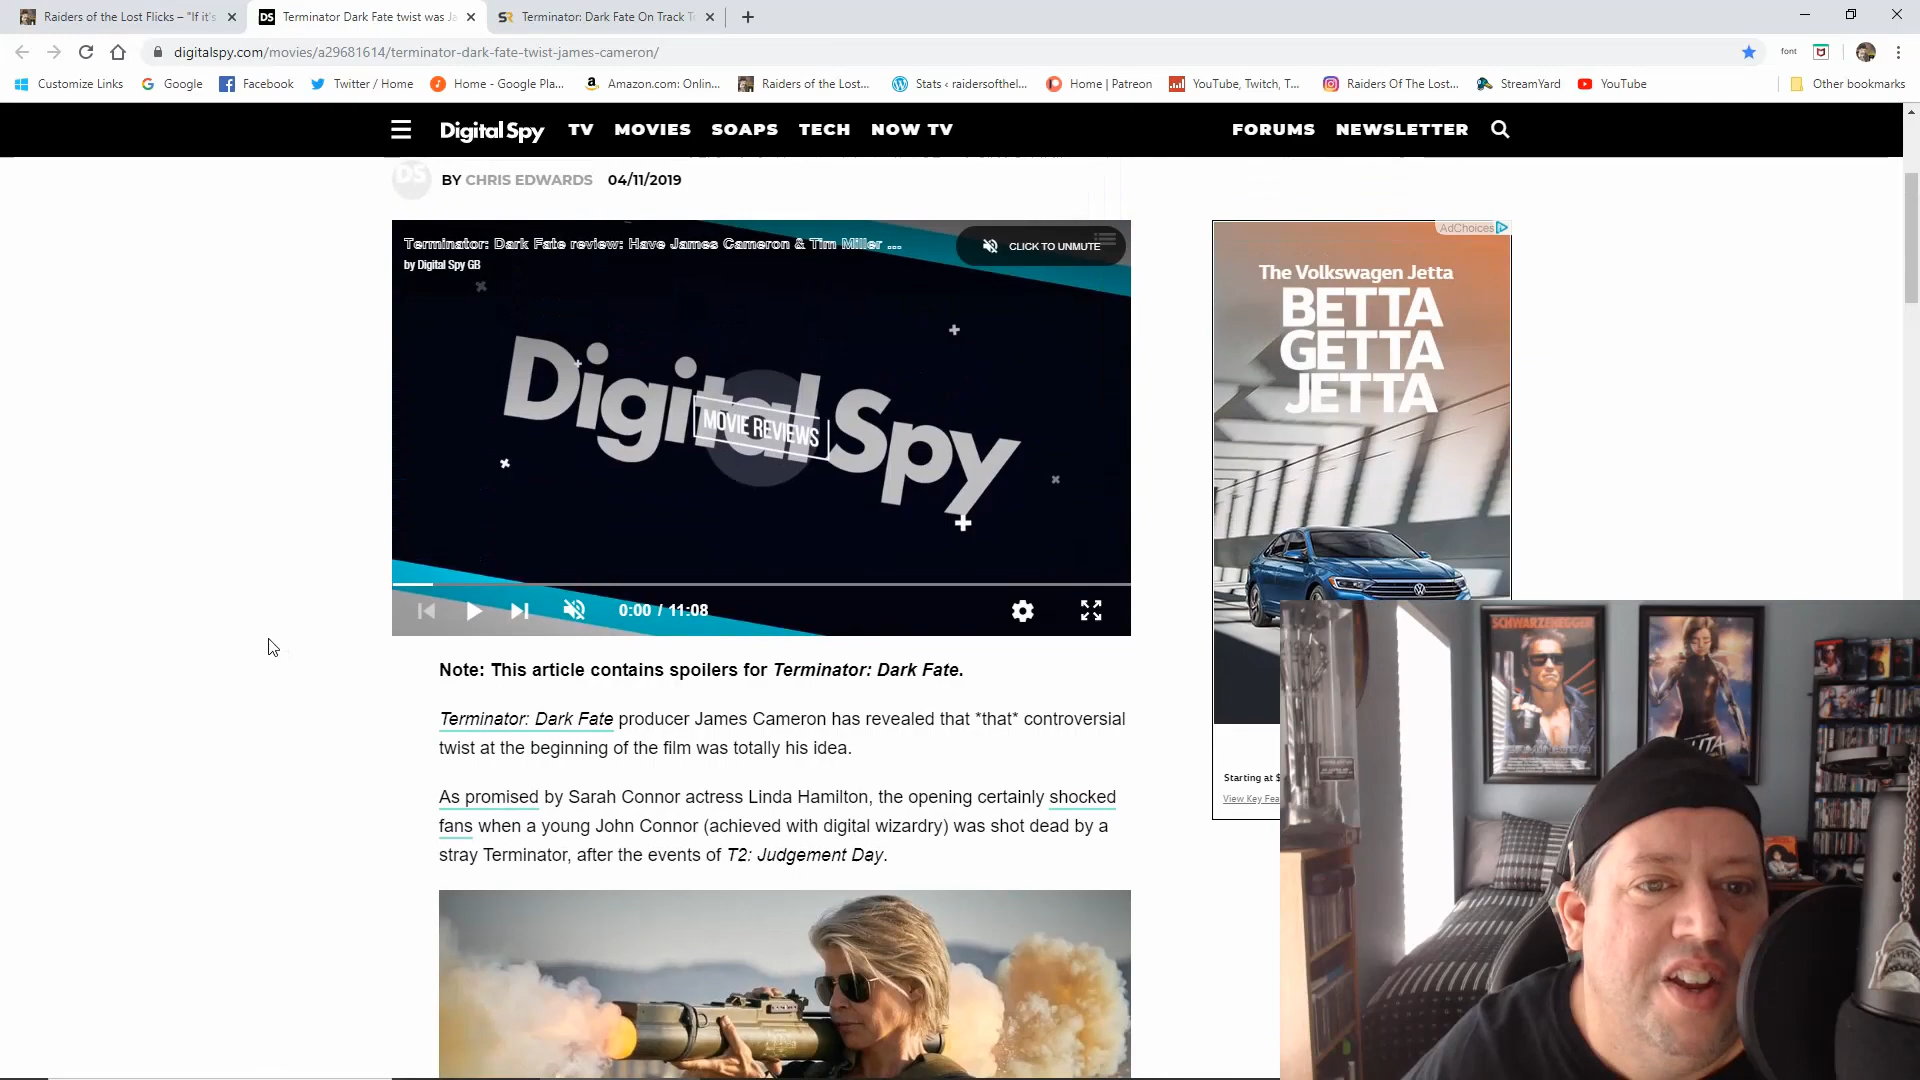 Raiders of the Lost Flicks – "If it's
Terminator Dark Fate twist was Ja
Terminator: Dark Fate On Track T
digitalspy.com/movies/a29681614/terminator-dark-fate-twist-james-cameron/
font
Customize Links
Google
Facebook
Twitter / Home
Home - Google Pla...
Amazon.com: Onlin...
Raiders of the Lost...
Stats ‹ raidersofthel...
Home | Patreon
YouTube, Twitch, T...
Raiders Of The Lost...
StreamYard
YouTube
Other bookmarks
Digital Spy
TV MOVIES SOAPS TECH NOW TV
FORUMS NEWSLETTER
DS
BY CHRIS EDWARDS 04/11/2019
Terminator: Dark Fate review: Have James Cameron & Tim Miller ...
by Digital Spy GB
CLICK TO UNMUTE
Digital Spy
MOVIE REVIEWS
0:00 / 11:08
AdChoices
The Volkswagen Jetta
BETTA
GETTA
JETTA
Starting at $
View Key Fea
Note: This article contains spoilers for Terminator: Dark Fate.
Terminator: Dark Fate producer James Cameron has revealed that *that* controversial
twist at the beginning of the film was totally his idea.
As promised by Sarah Connor actress Linda Hamilton, the opening certainly shocked
fans when a young John Connor (achieved with digital wizardry) was shot dead by a
stray Terminator, after the events of T2: Judgement Day.
SCHWARZENEGGER